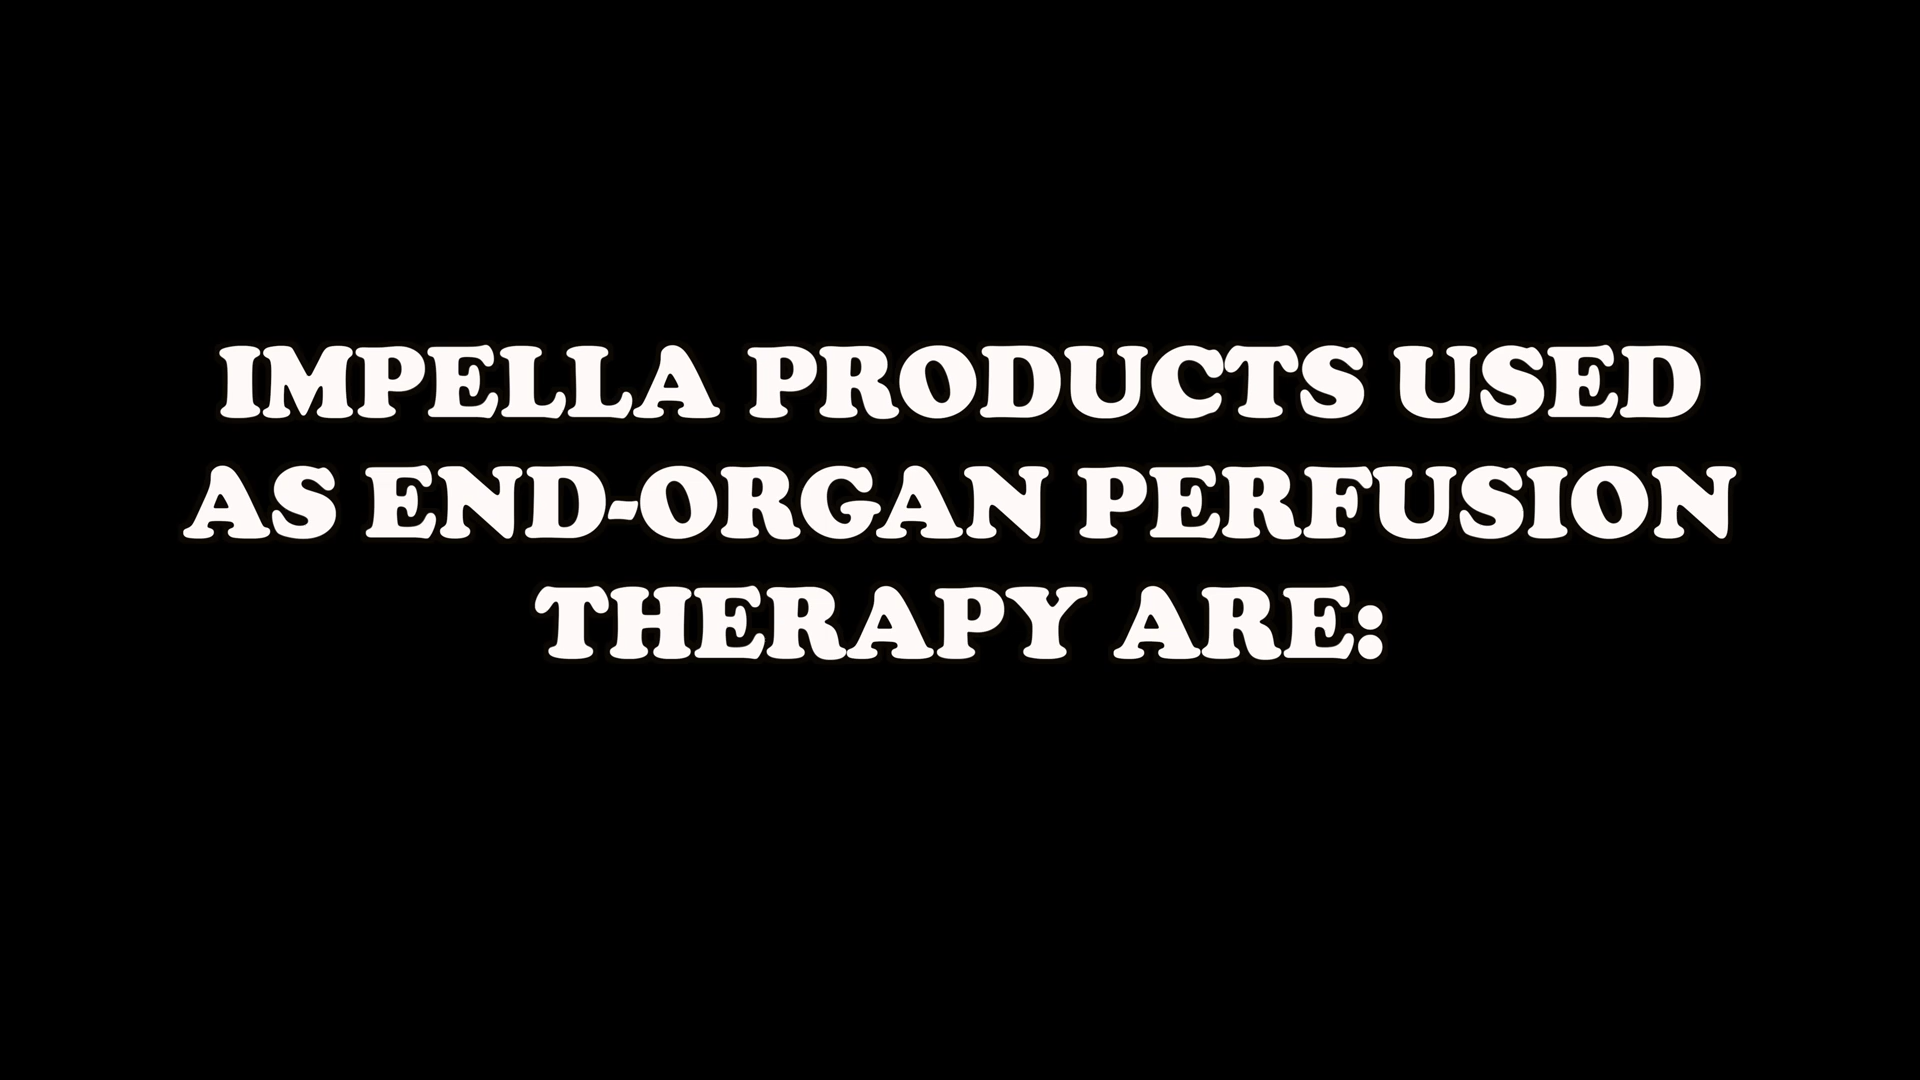 IMPELLA PRODUCTS USED
AS END-ORGAN PERFUSION
THERAPY ARE: